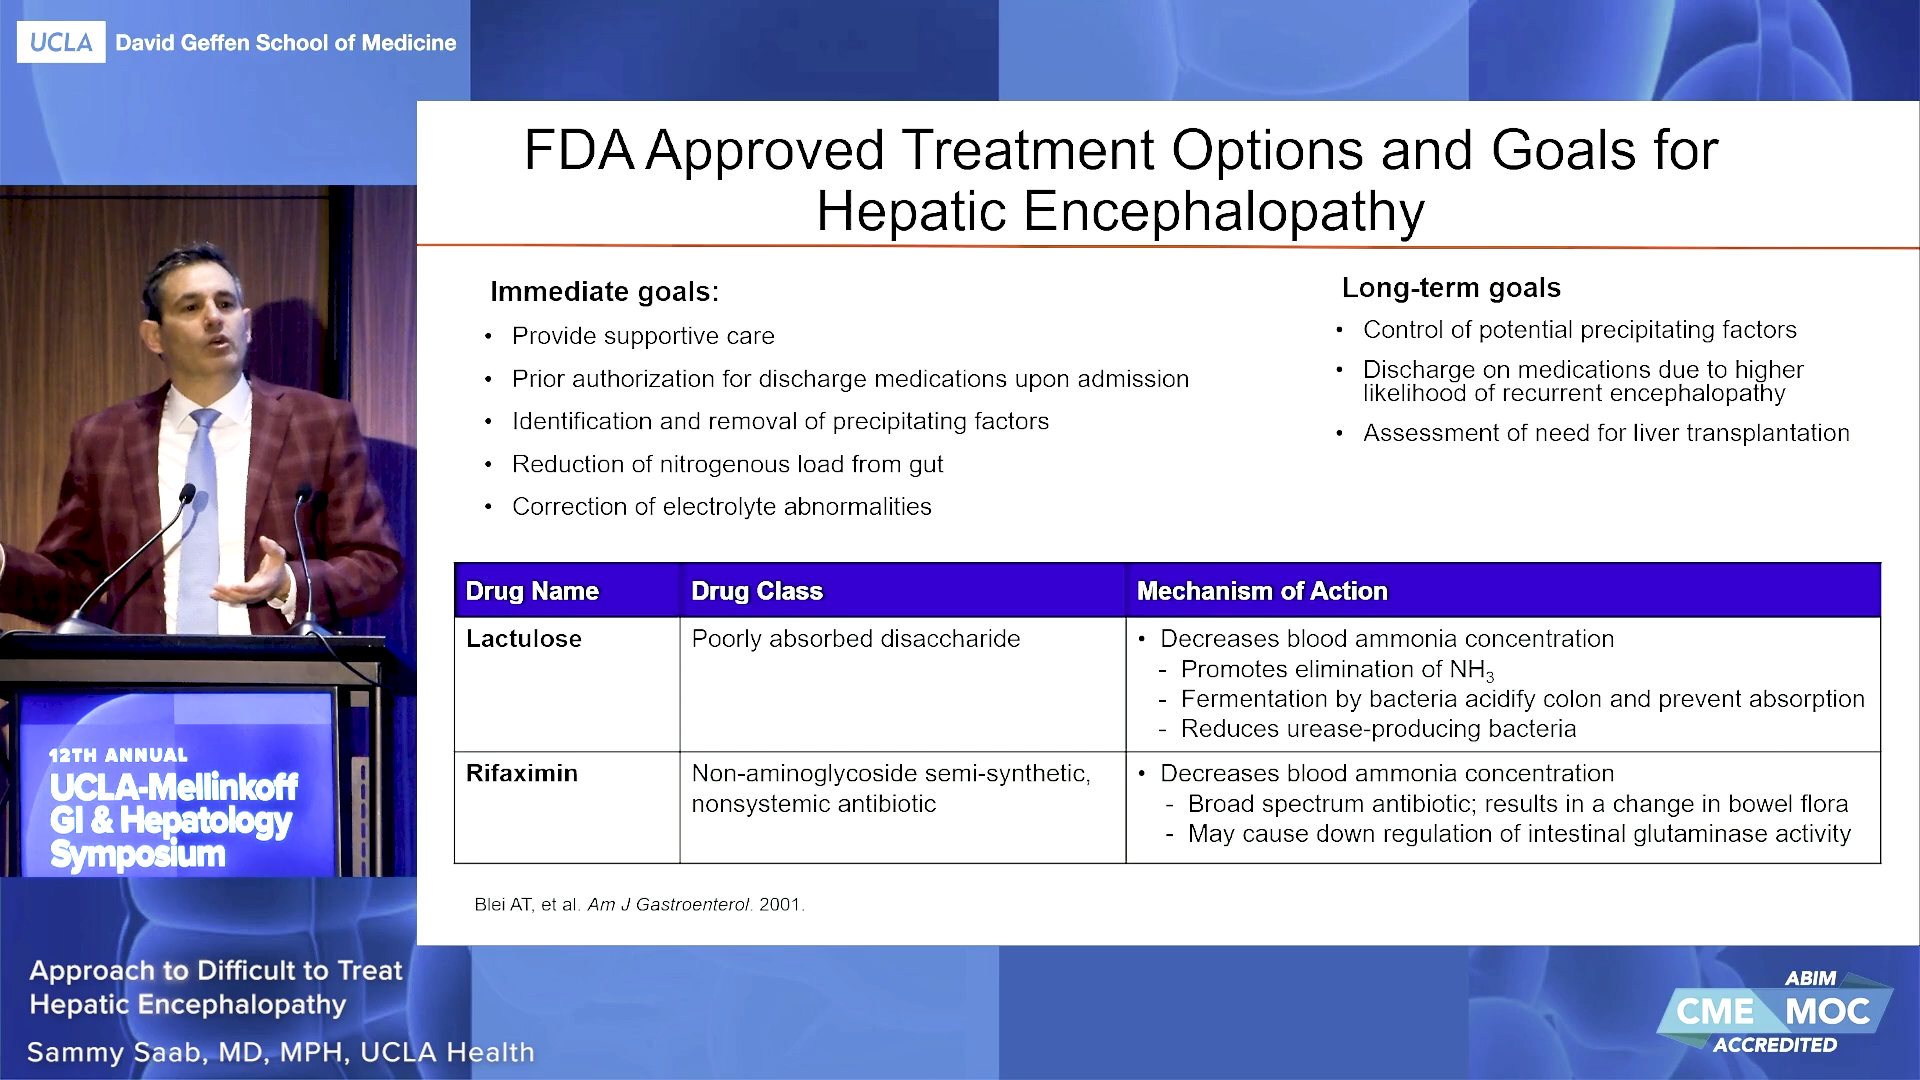 UCLA David Geffen School of Medicine
FDA Approved Treatment Options and Goals for
Hepatic Encephalopathy
Immediate goals:
• Provide supportive care
• Prior authorization for discharge medications upon admission
• Identification and removal of precipitating factors
• Reduction of nitrogenous load from gut
• Correction of electrolyte abnormalities
Long-term goals
• Control of potential precipitating factors
• Discharge on medications due to higher
likelihood of recurrent encephalopathy
• Assessment of need for liver transplantation
Drug Name Drug Class Mechanism of Action
Lactulose Poorly absorbed disaccharide • Decreases blood ammonia concentration
- Promotes elimination of NH₃
- Fermentation by bacteria acidify colon and prevent absorption
- Reduces urease-producing bacteria
Rifaximin Non-aminoglycoside semi-synthetic, • Decreases blood ammonia concentration
nonsystemic antibiotic - Broad spectrum antibiotic; results in a change in bowel flora
- May cause down regulation of intestinal glutaminase activity
Blei AT, et al. Am J Gastroenterol. 2001.
12TH ANNUAL
UCLA-Mellinkoff
GI & Hepatology
Symposium
Approach to Difficult to Treat
Hepatic Encephalopathy
Sammy Saab, MD, MPH, UCLA Health
ABIM
CME MOC
ACCREDITED